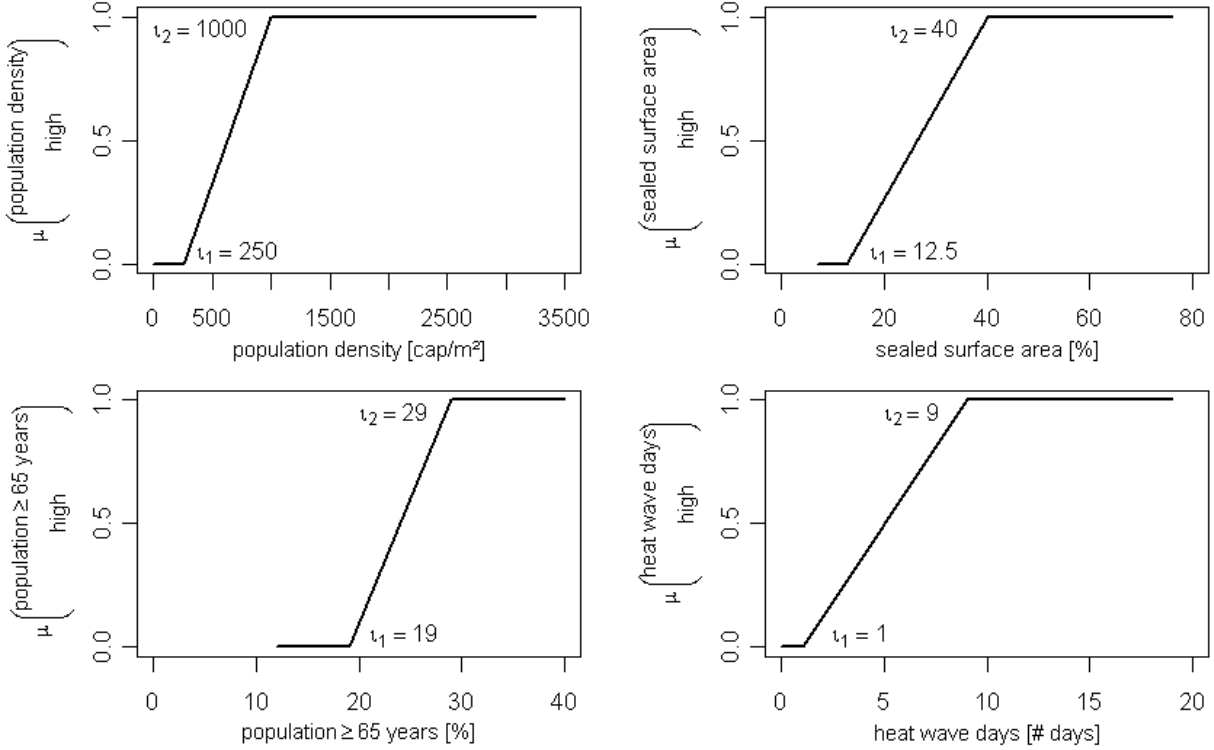 μ (population density high)
1.0
0.5
0.0
ι2 = 1000
ι1 = 250
0 500 1500 2500 3500
population density [cap/m²]
μ (sealed surface area high)
1.0
0.5
0.0
ι2 = 40
ι1 = 12.5
0 20 40 60 80
sealed surface area [%]
μ (population ≥ 65 years high)
1.0
0.5
0.0
ι2 = 29
ι1 = 19
0 10 20 30 40
population ≥ 65 years [%]
μ (heat wave days high)
1.0
0.5
0.0
ι2 = 9
ι1 = 1
0 5 10 15 20
heat wave days [# days]